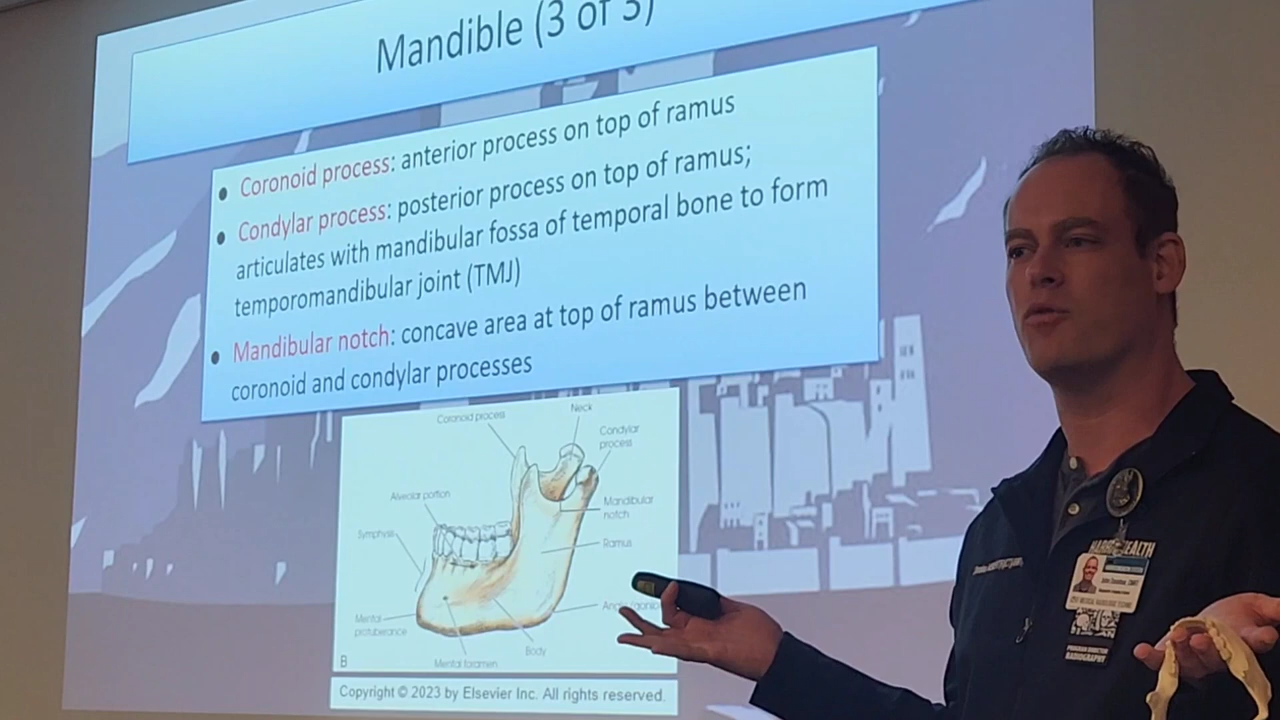 Mandible (3 of 3)
• Coronoid process: anterior process on top of ramus
• Condylar process: posterior process on top of ramus;
articulates with mandibular fossa of temporal bone to form
temporomandibular joint (TMJ)
• Mandibular notch: concave area at top of ramus between
coronoid and condylar processes
Coronoid process
Neck
Condylar
process
Alveolar portion
Mandibular
notch
Symphysis
Ramus
Mental
protuberance
Body
Mental foramen
B
Copyright © 2023 by Elsevier Inc. All rights reserved.
PROGRAM DIRECTOR
RADIOGRAPHY